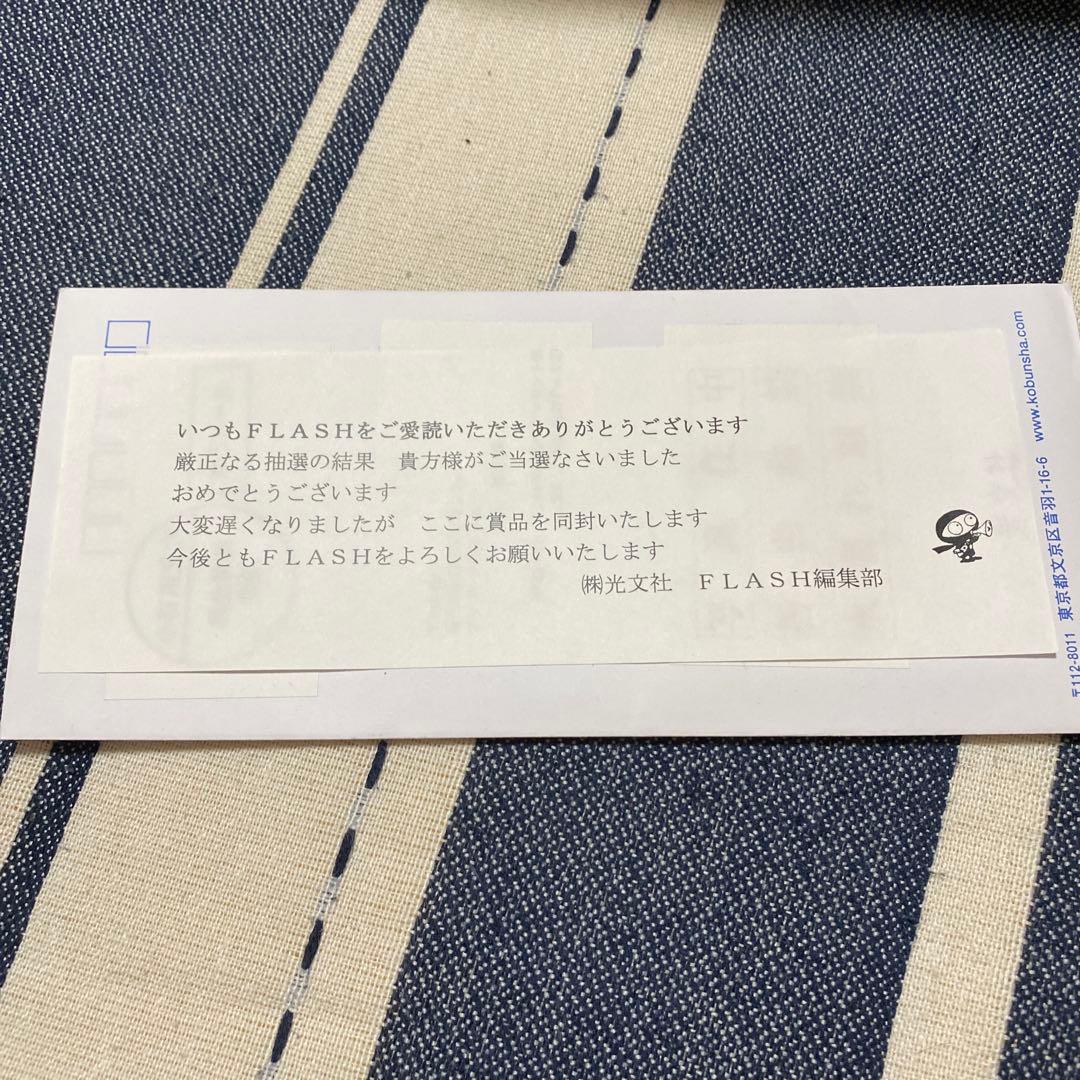 いつもＦＬＡＳＨをご愛読いただきありがとうございます
厳正なる抽選の結果　貴方様がご当選なさいました
おめでとうございます
大変遅くなりましたが　ここに賞品を同封いたします
今後ともＦＬＡＳＨをよろしくお願いいたします
㈱光文社　ＦＬＡＳＨ編集部
〒112-8011 東京都文京区音羽1-16-6 www.kobunsha.com